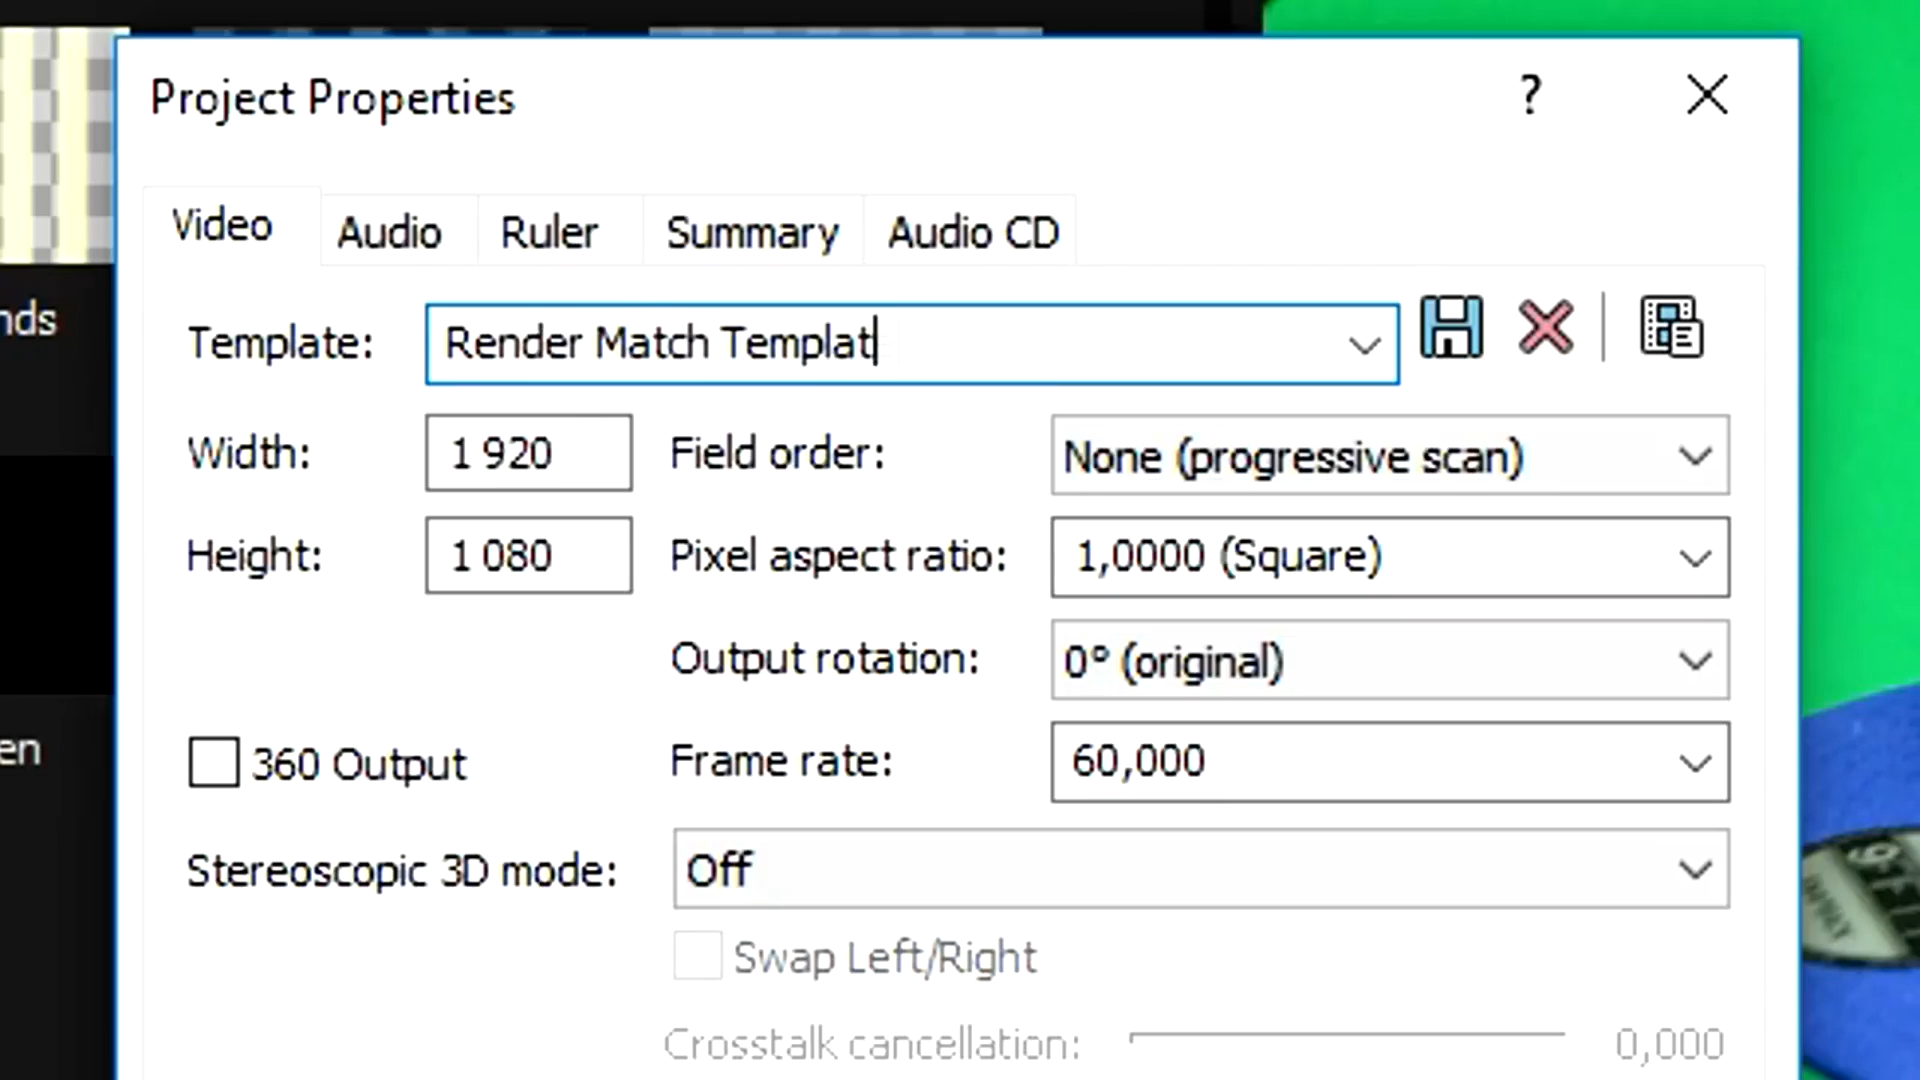 Project Properties ?
Video Audio Ruler Summary Audio CD
nds
Template: Render Match Templat
Width: 1 920 Field order: None (progressive scan)
Height: 1 080 Pixel aspect ratio: 1,0000 (Square)
Output rotation: 0° (original)
en
360 Output Frame rate: 60,000
Stereoscopic 3D mode: Off
Swap Left/Right
Crosstalk cancellation: 0,000